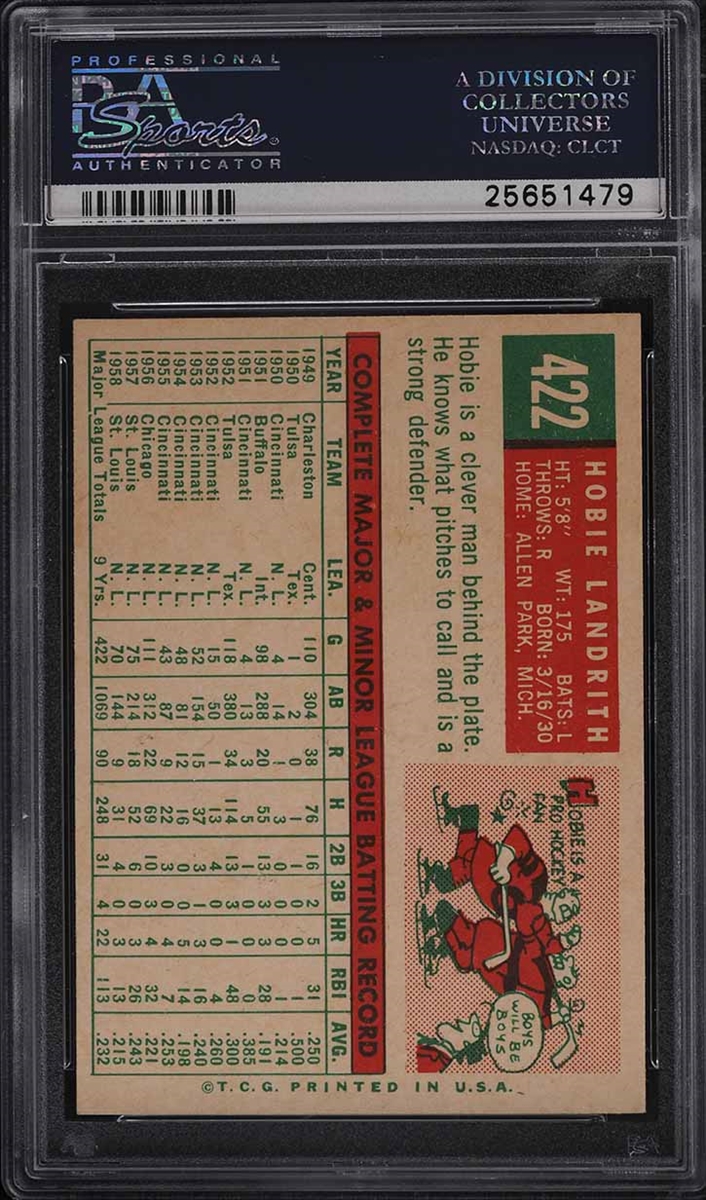 PROFESSIONAL
PSA
Sports
AUTHENTICATOR
A DIVISION OF
COLLECTORS
UNIVERSE
NASDAQ: CLCT
25651479
422
HOBIE LANDRITH
HT: 5'8" WT: 175 BATS: L
THROWS: R BORN: 3/16/30
HOME: ALLEN PARK, MICH.
Hobie is a clever man behind the plate.
He knows what pitches to call and is a
strong defender.
HOBIE IS A
PRO HOCKEY
FAN
BOYS
WILL BE
BOYS
COMPLETE MAJOR & MINOR LEAGUE BATTING RECORD
YEAR TEAM LEA. G AB R H 2B 3B HR RBI AVG.
1949 Charleston Cent. 110 304 38 76 16 2 5 31 .250
1950 Tulsa Tex. 1 2 0 1 1 0 0 1 .500
1950 Cincinnati N. L. 4 14 1 3 0 0 0 1 .214
1951 Buffalo Int. 98 288 20 55 13 1 3 28 .191
1951 Cincinnati N. L. 4 13 3 5 1 0 0 0 .385
1952 Tulsa Tex. 118 380 34 114 13 3 1 48 .300
1952 Cincinnati N. L. 15 50 1 13 4 0 0 4 .260
1953 Cincinnati N. L. 52 154 15 37 3 1 3 16 .240
1954 Cincinnati N. L. 48 81 12 16 0 0 5 14 .198
1955 Cincinnati N. L. 43 87 9 22 3 0 4 7 .253
1956 Chicago N. L. 111 312 22 69 10 3 4 32 .221
1957 St. Louis N. L. 75 214 18 52 6 0 3 26 .243
1958 St. Louis N. L. 70 144 9 31 4 0 3 13 .215
Major League Totals 9 Yrs. 422 1069 90 248 31 4 22 113 .232
©T.C.G. PRINTED IN U.S.A.